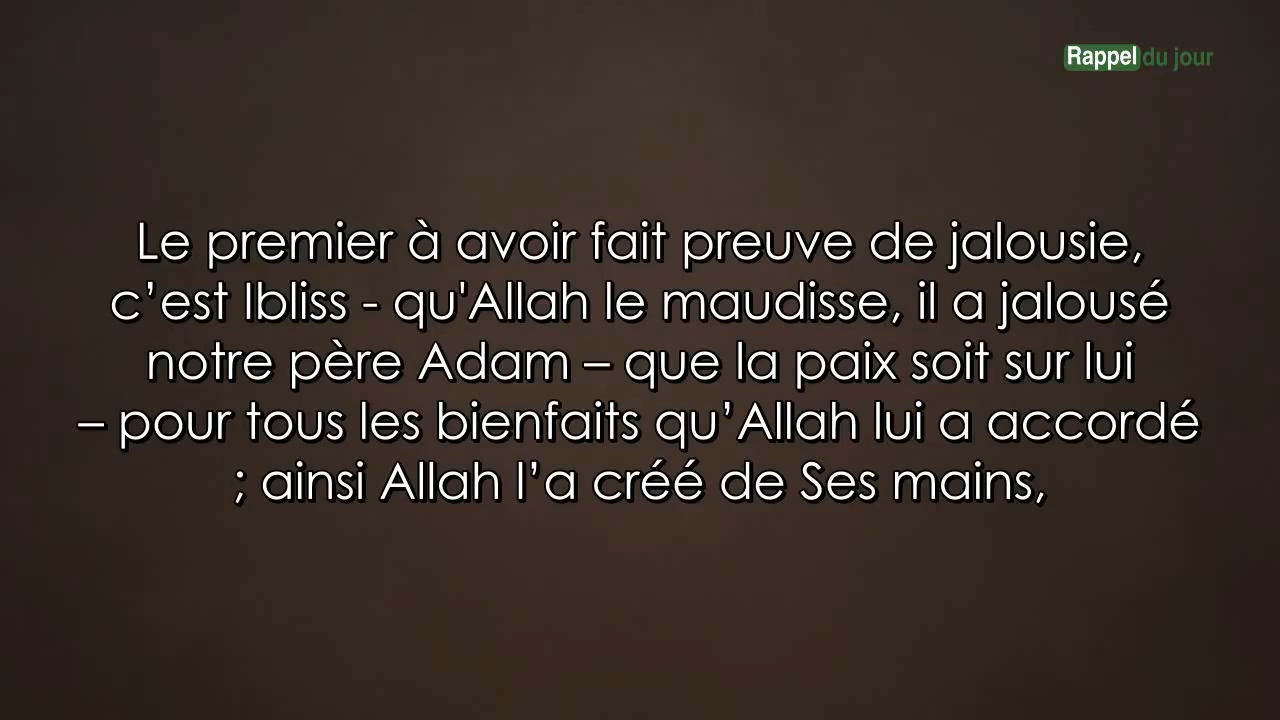 Rappel du jour
Le premier à avoir fait preuve de jalousie,
c’est Ibliss - qu'Allah le maudisse, il a jalousé
notre père Adam – que la paix soit sur lui
– pour tous les bienfaits qu’Allah lui a accordé
; ainsi Allah l’a créé de Ses mains,